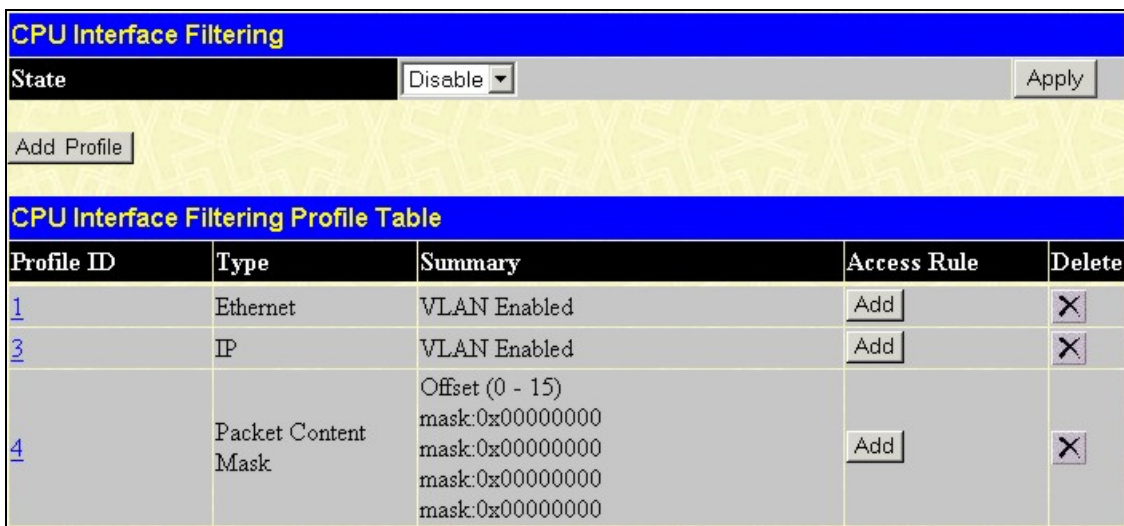 CPU Interface Filtering
State Disable Apply
Add Profile
CPU Interface Filtering Profile Table
Profile ID Type Summary Access Rule Delete
1 Ethernet VLAN Enabled Add
3 IP VLAN Enabled Add
4 Packet Content Mask Offset (0 - 15) Add
mask:0x00000000
mask:0x00000000
mask:0x00000000
mask:0x00000000